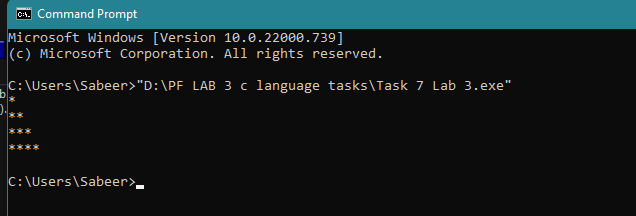 Command Prompt
Microsoft Windows [Version 10.0.22000.739]
(c) Microsoft Corporation. All rights reserved.
C:\Users\Sabeer>"D:\PF LAB 3 c language tasks\Task 7 Lab 3.exe"
*
**
***
****
C:\Users\Sabeer>
b
).